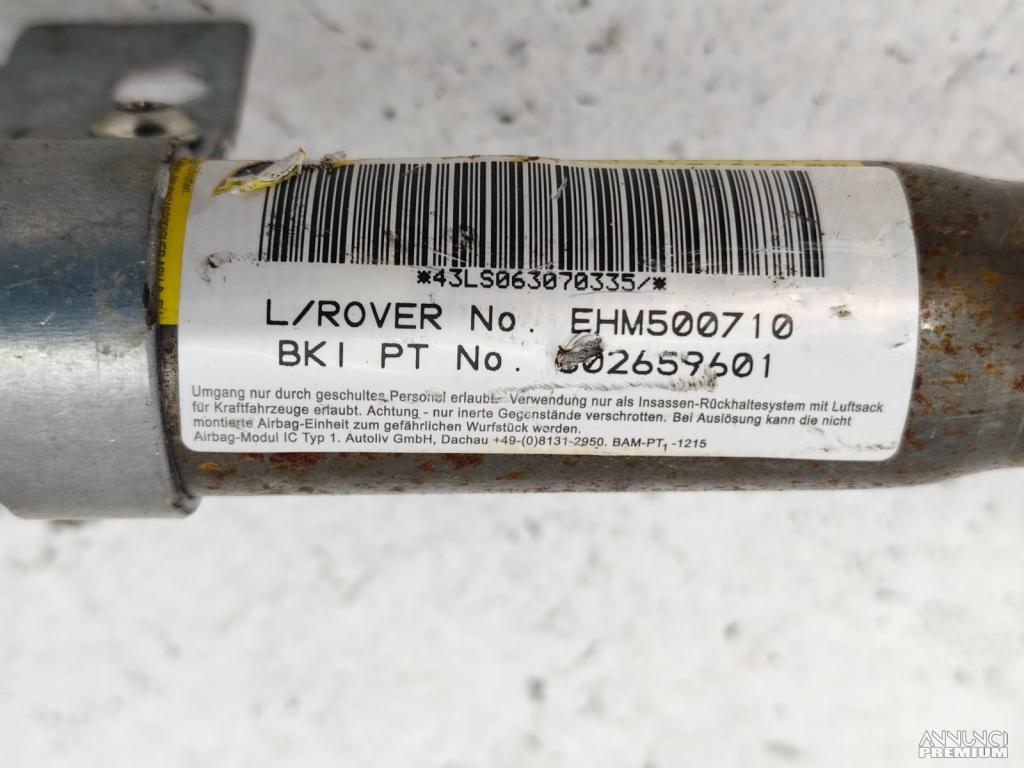 *43LS063070335/*
L/ROVER No. EHM500710
BKI PT No. 02659601
Umgang nur durch geschultes Personal erlaubt. Verwendung nur als Insassen-Rückhaltesystem mit Luftsack
für Kraftfahrzeuge erlaubt. Achtung - nur inerte Gegenstände verschrotten. Bei Auslösung kann die nicht
montierte Airbag-Einheit zum gefährlichen Wurfstück werden.
Airbag-Modul IC Typ 1. Autoliv GmbH, Dachau +49-(0)8131-2950. BAM-PT₁ -1215
ANNUNCI
PREMIUM